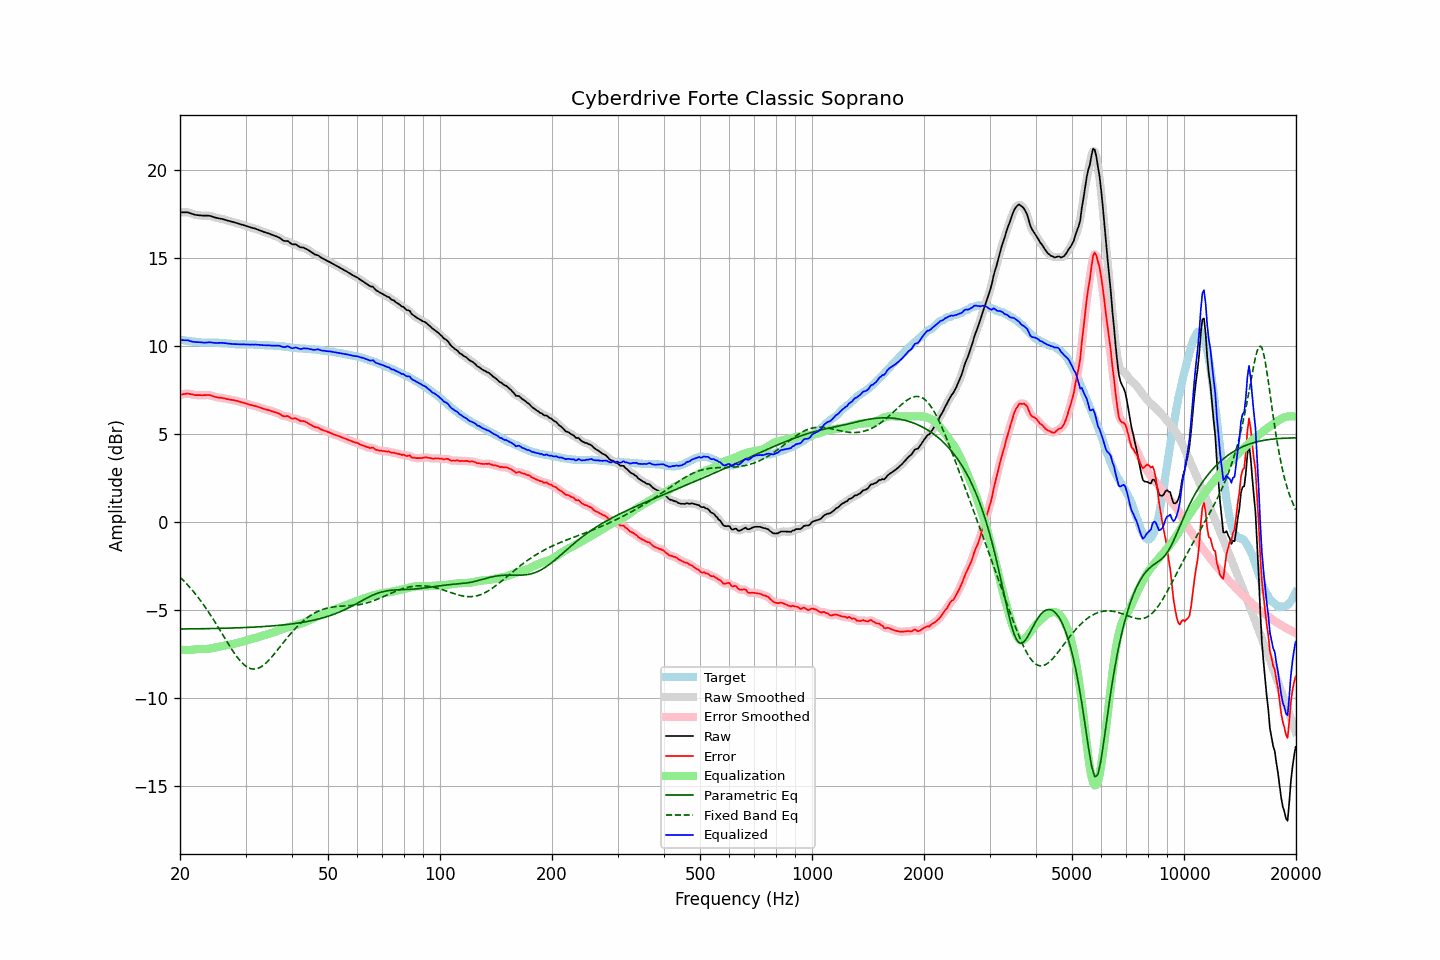 Cyberdrive Forte Classic Soprano
Amplitude (dBr)
20
15
10
5
0
−5
−10
−15
Target
Raw Smoothed
Error Smoothed
Raw
Error
Equalization
Parametric Eq
Fixed Band Eq
Equalized
20 50 100 200 500 1000 2000 5000 10000 20000
Frequency (Hz)